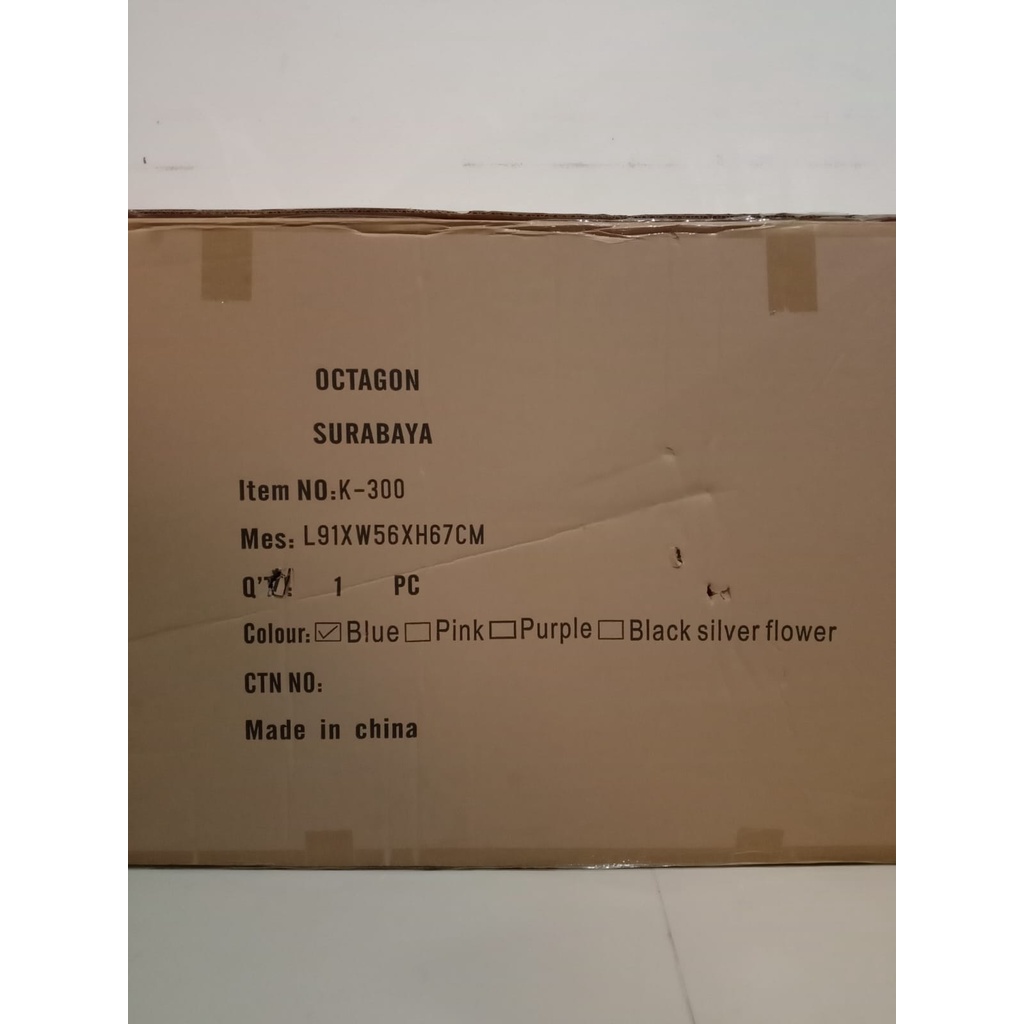 OCTAGON
SURABAYA
Item NO:K-300
Mes: L91XW56XH67CM
1 PC
Colour: ☑Blue ☐Pink ☐Purple ☐Black silver flower
CTN NO:
Made in china